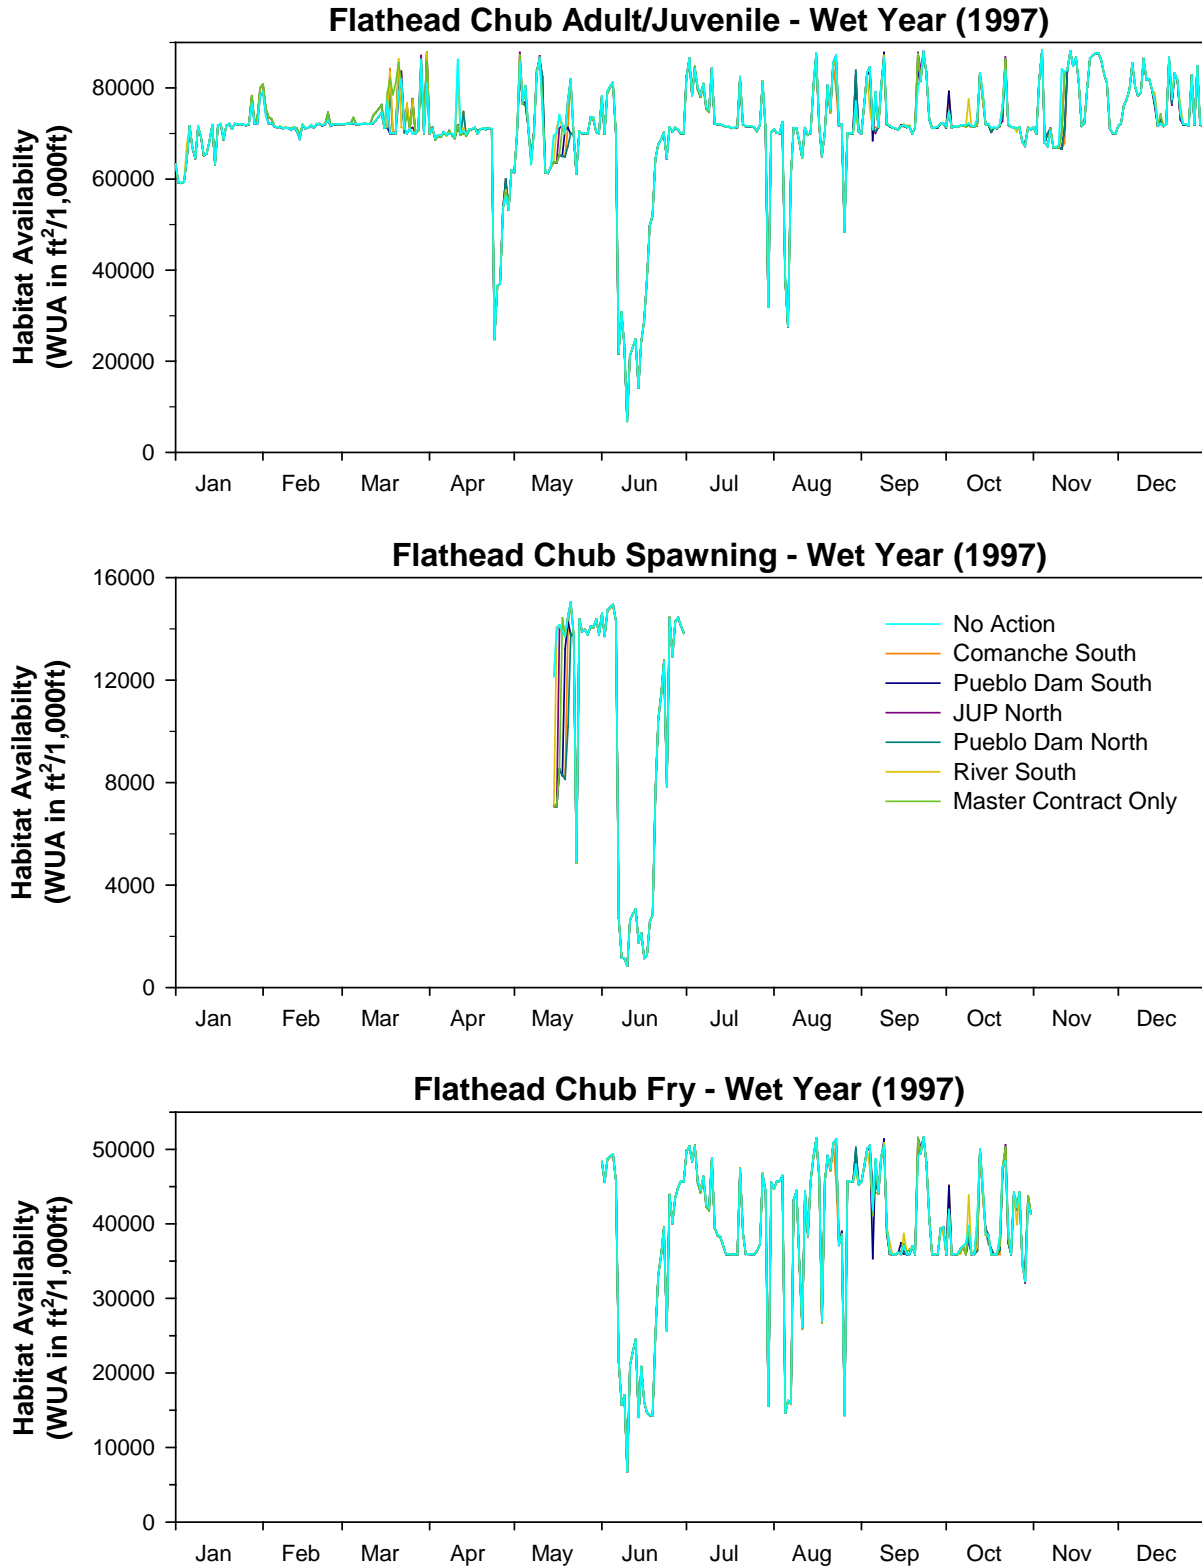 Flathead Chub Adult/Juvenile - Wet Year (1997)
Habitat Availabilty
(WUA in ft²/1,000ft)
80000
60000
40000
20000
0
Jan Feb Mar Apr May Jun Jul Aug Sep Oct Nov Dec
Flathead Chub Spawning - Wet Year (1997)
Habitat Availabilty
(WUA in ft²/1,000ft)
16000
12000
8000
4000
0
No Action
Comanche South
Pueblo Dam South
JUP North
Pueblo Dam North
River South
Master Contract Only
Jan Feb Mar Apr May Jun Jul Aug Sep Oct Nov Dec
Flathead Chub Fry - Wet Year (1997)
Habitat Availabilty
(WUA in ft²/1,000ft)
50000
40000
30000
20000
10000
0
Jan Feb Mar Apr May Jun Jul Aug Sep Oct Nov Dec